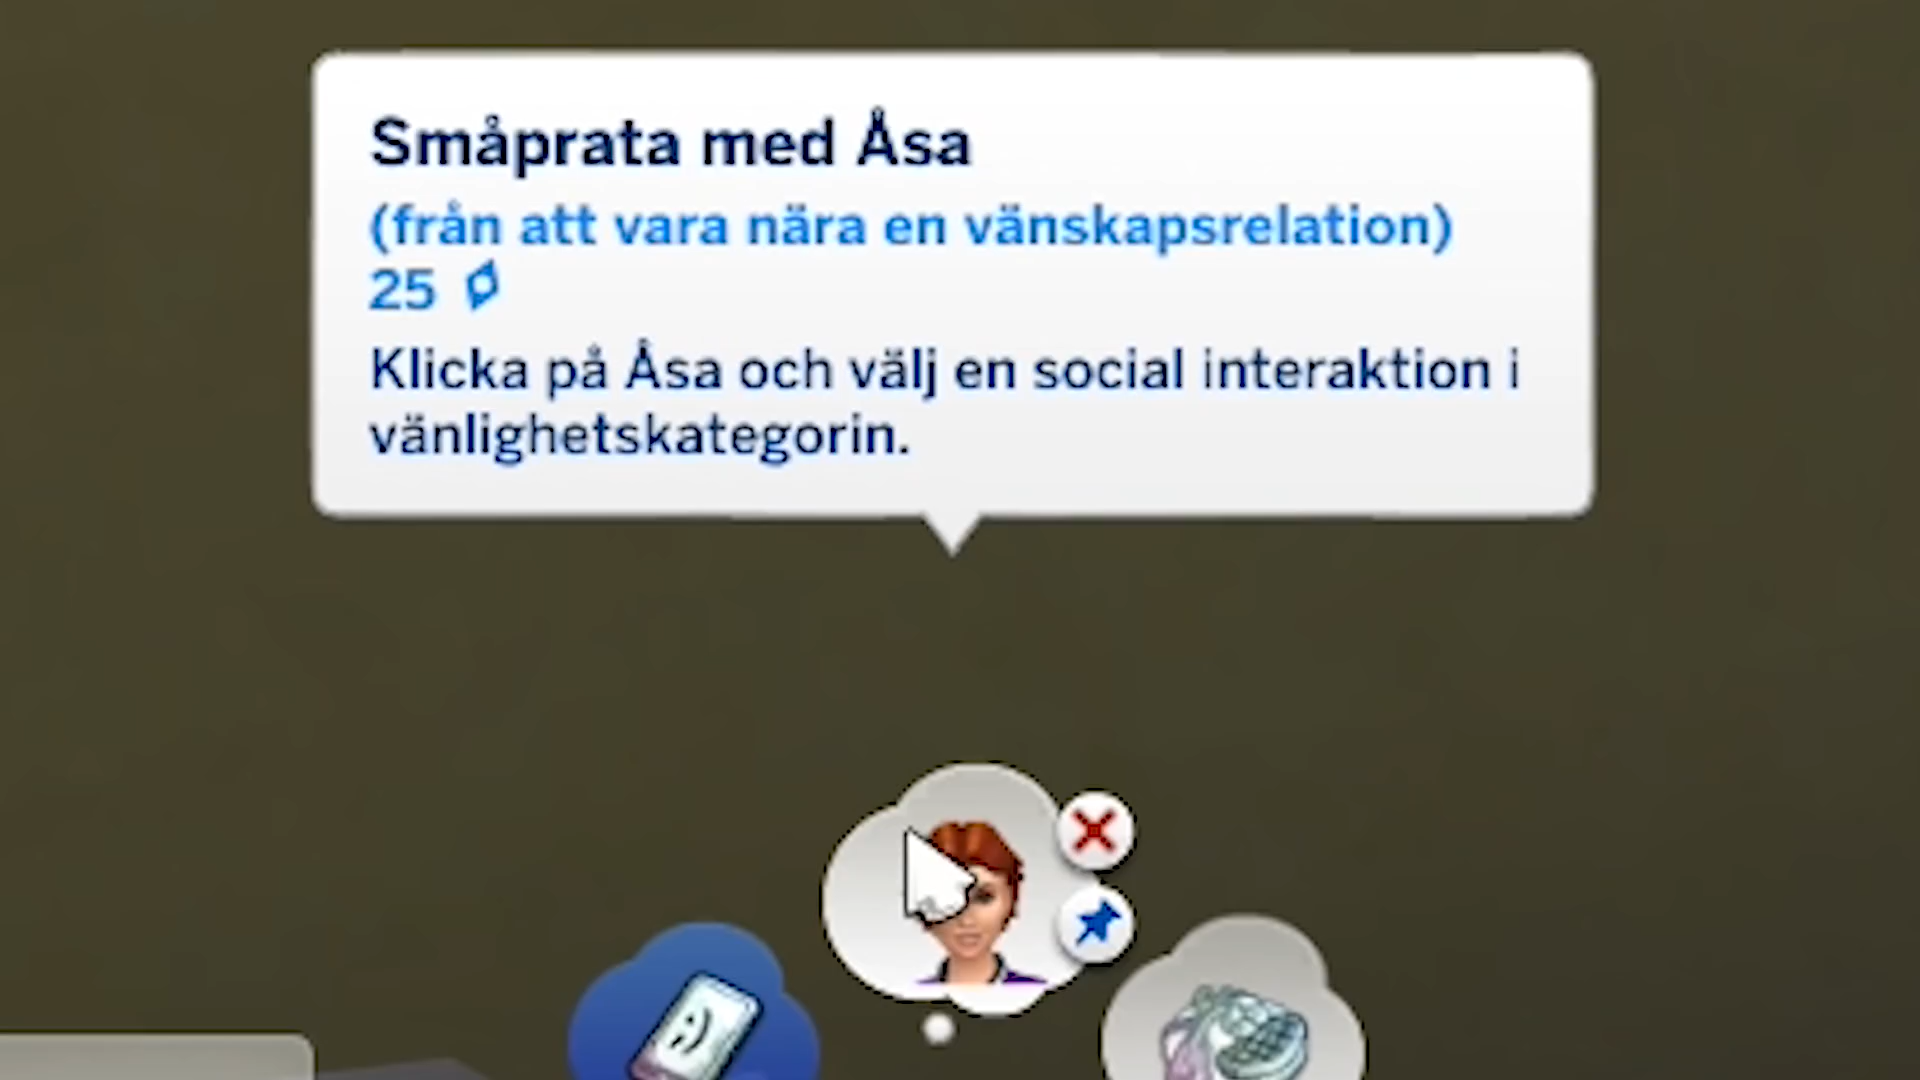 Småprata med Åsa
(från att vara nära en vänskapsrelation)
25
Klicka på Åsa och välj en social interaktion i
vänlighetskategorin.